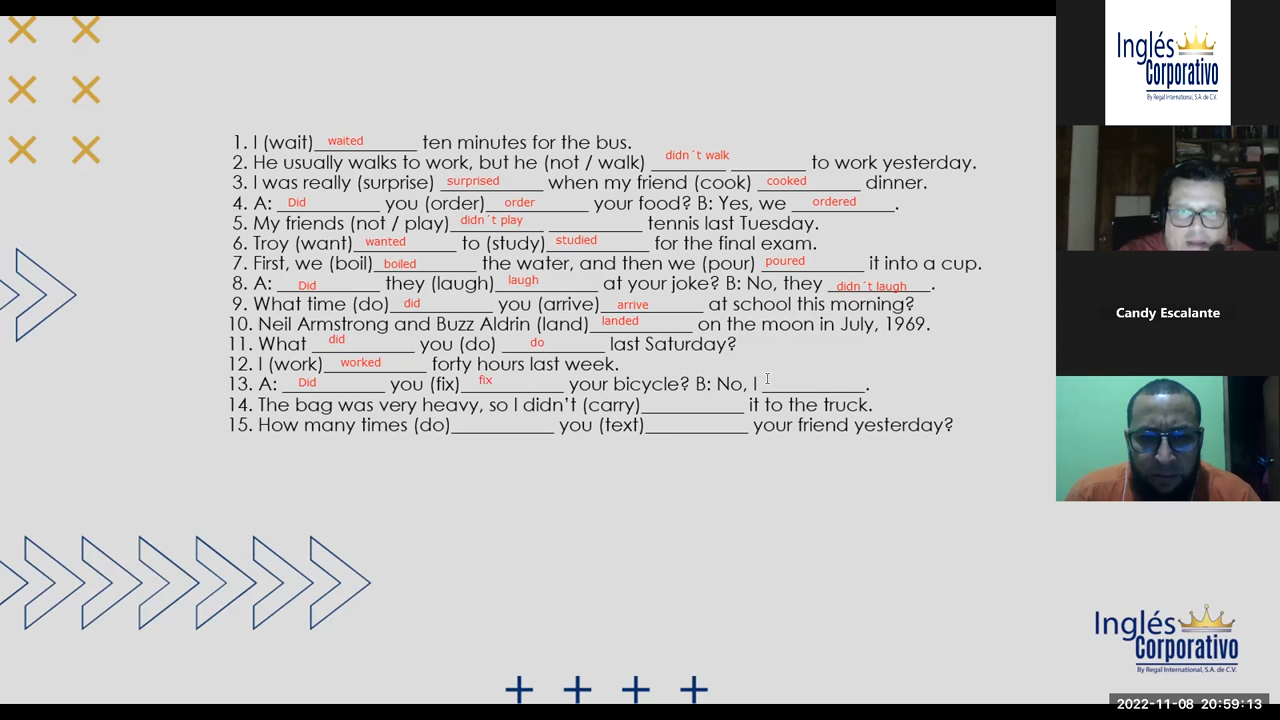 1. I (wait) waited ten minutes for the bus.
2. He usually walks to work, but he (not / walk) didn´t walk to work yesterday.
3. I was really (surprise) surprised when my friend (cook) cooked dinner.
4. A: Did you (order) order your food? B: Yes, we ordered.
5. My friends (not / play) didn´t play tennis last Tuesday.
6. Troy (want) wanted to (study) studied for the final exam.
7. First, we (boil) boiled the water, and then we (pour) poured it into a cup.
8. A: Did they (laugh) laugh at your joke? B: No, they didn´t laugh.
9. What time (do) did you (arrive) arrive at school this morning?
10. Neil Armstrong and Buzz Aldrin (land) landed on the moon in July, 1969.
11. What did you (do) do last Saturday?
12. I (work) worked forty hours last week.
13. A: Did you (fix) fix your bicycle? B: No, I __________.
14. The bag was very heavy, so I didn’t (carry)__________ it to the truck.
15. How many times (do)__________ you (text)__________ your friend yesterday?
Inglés
Corporativo
By Regal International, S.A. de C.V.
Candy Escalante
Inglés
Corporativo
By Regal International, S.A. de C.V.
2022-11-08 20:59:13